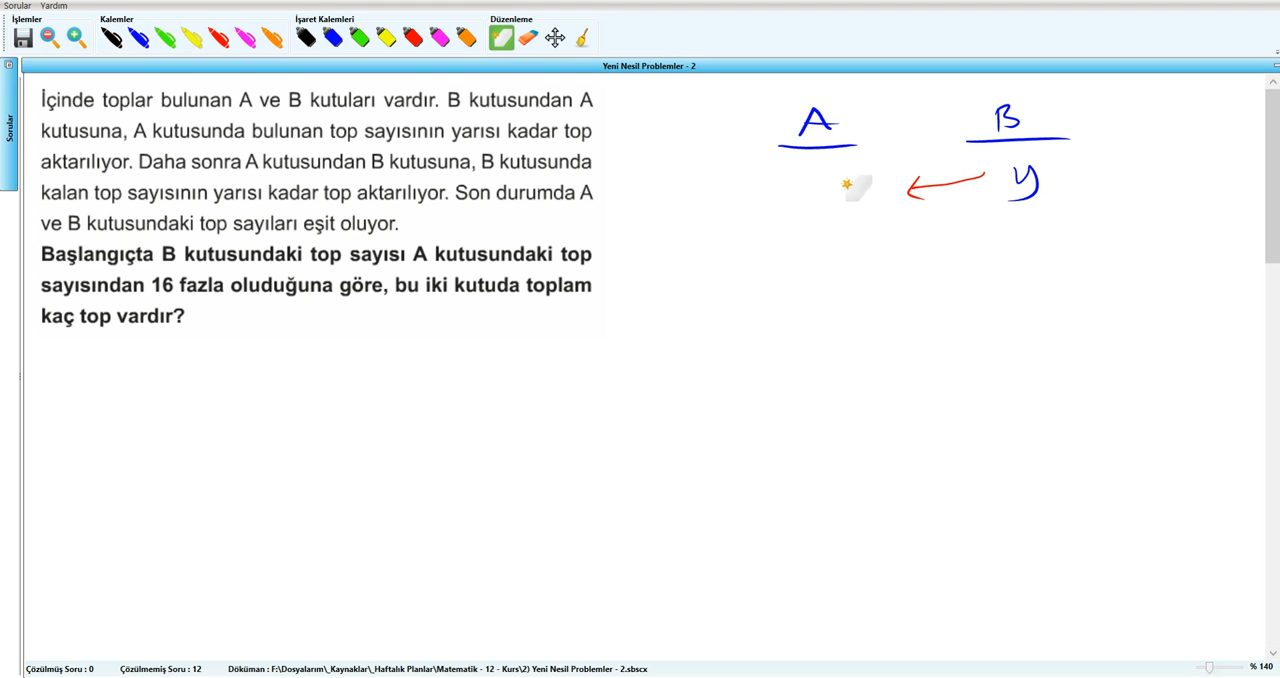 Sorular Yardım
İşlemler Kalemler İşaret Kalemleri Düzenleme
Yeni Nesil Problemler - 2
Sorular
İçinde toplar bulunan A ve B kutuları vardır. B kutusundan A
kutusuna, A kutusunda bulunan top sayısının yarısı kadar top
aktarılıyor. Daha sonra A kutusundan B kutusuna, B kutusunda
kalan top sayısının yarısı kadar top aktarılıyor. Son durumda A
ve B kutusundaki top sayıları eşit oluyor.
Başlangıçta B kutusundaki top sayısı A kutusundaki top
sayısından 16 fazla oluduğuna göre, bu iki kutuda toplam
kaç top vardır?
A B
y
Çözülmüş Soru : 0 Çözülmemiş Soru : 12 Döküman : F:\Dosyalarım\_Kaynaklar\_Haftalık Planlar\Matematik - 12 - Kurs\2) Yeni Nesil Problemler - 2.sbscx % 140